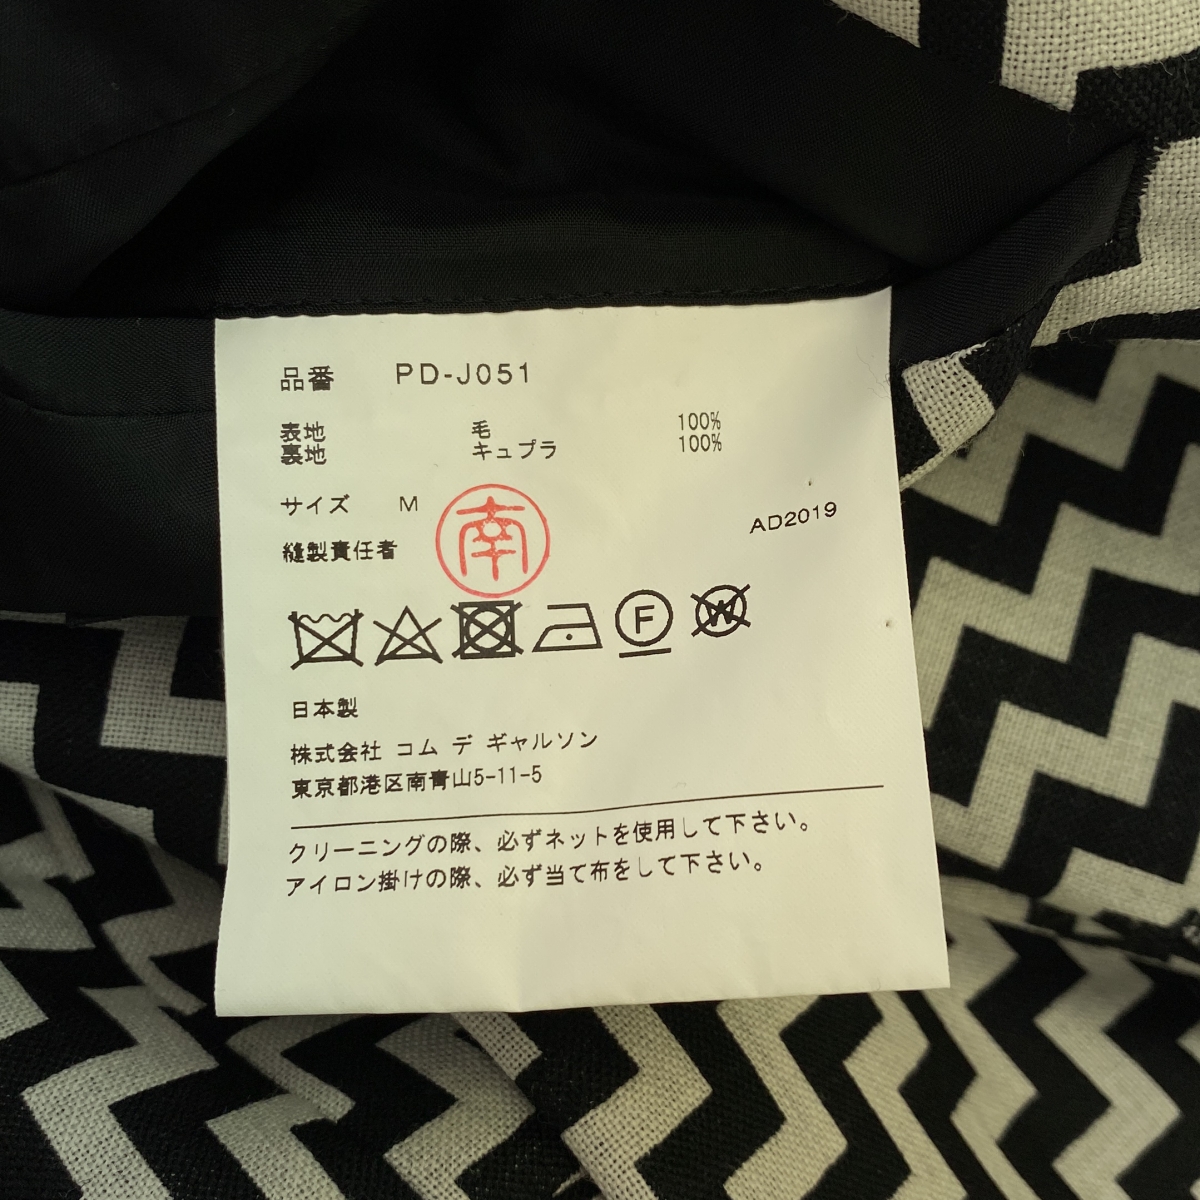 品番 PD-J051
表地 毛 100%
裏地 キュプラ 100%
サイズ M
南
AD2019
縫製責任者
F
W
日本製
株式会社 コム デ ギャルソン
東京都港区南青山5-11-5
クリーニングの際、必ずネットを使用して下さい。
アイロン掛けの際、必ず当て布をして下さい。